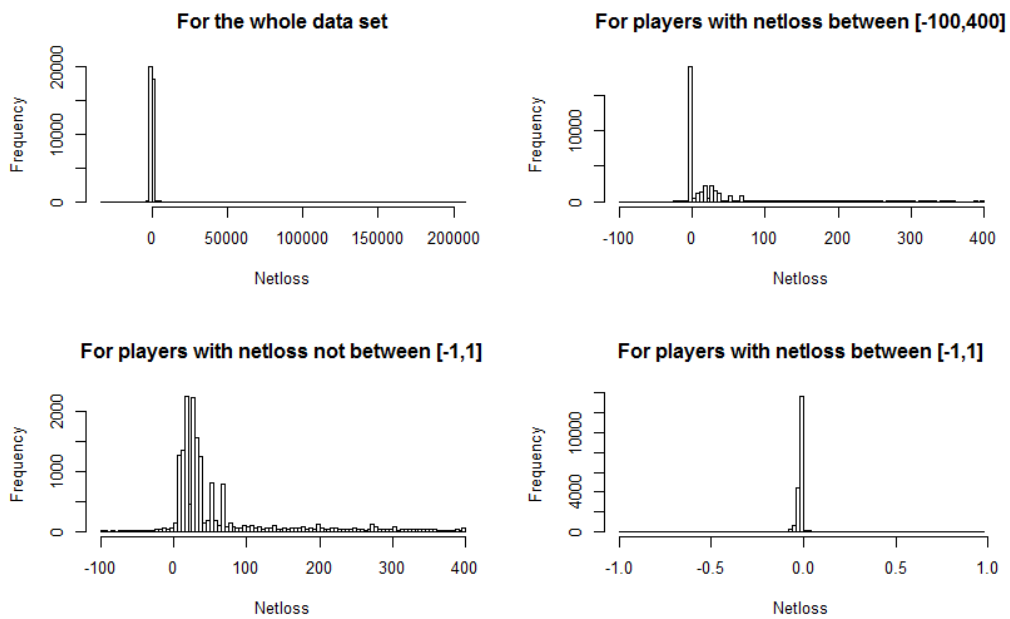 For the whole data set
Frequency
0 10000 20000
0 50000 100000 150000 200000
Netloss
For players with netloss between [-100,400]
Frequency
0 10000
-100 0 100 200 300 400
Netloss
For players with netloss not between [-1,1]
Frequency
0 1000 2000
-100 0 100 200 300 400
Netloss
For players with netloss between [-1,1]
Frequency
0 4000 10000
-1.0 -0.5 0.0 0.5 1.0
Netloss